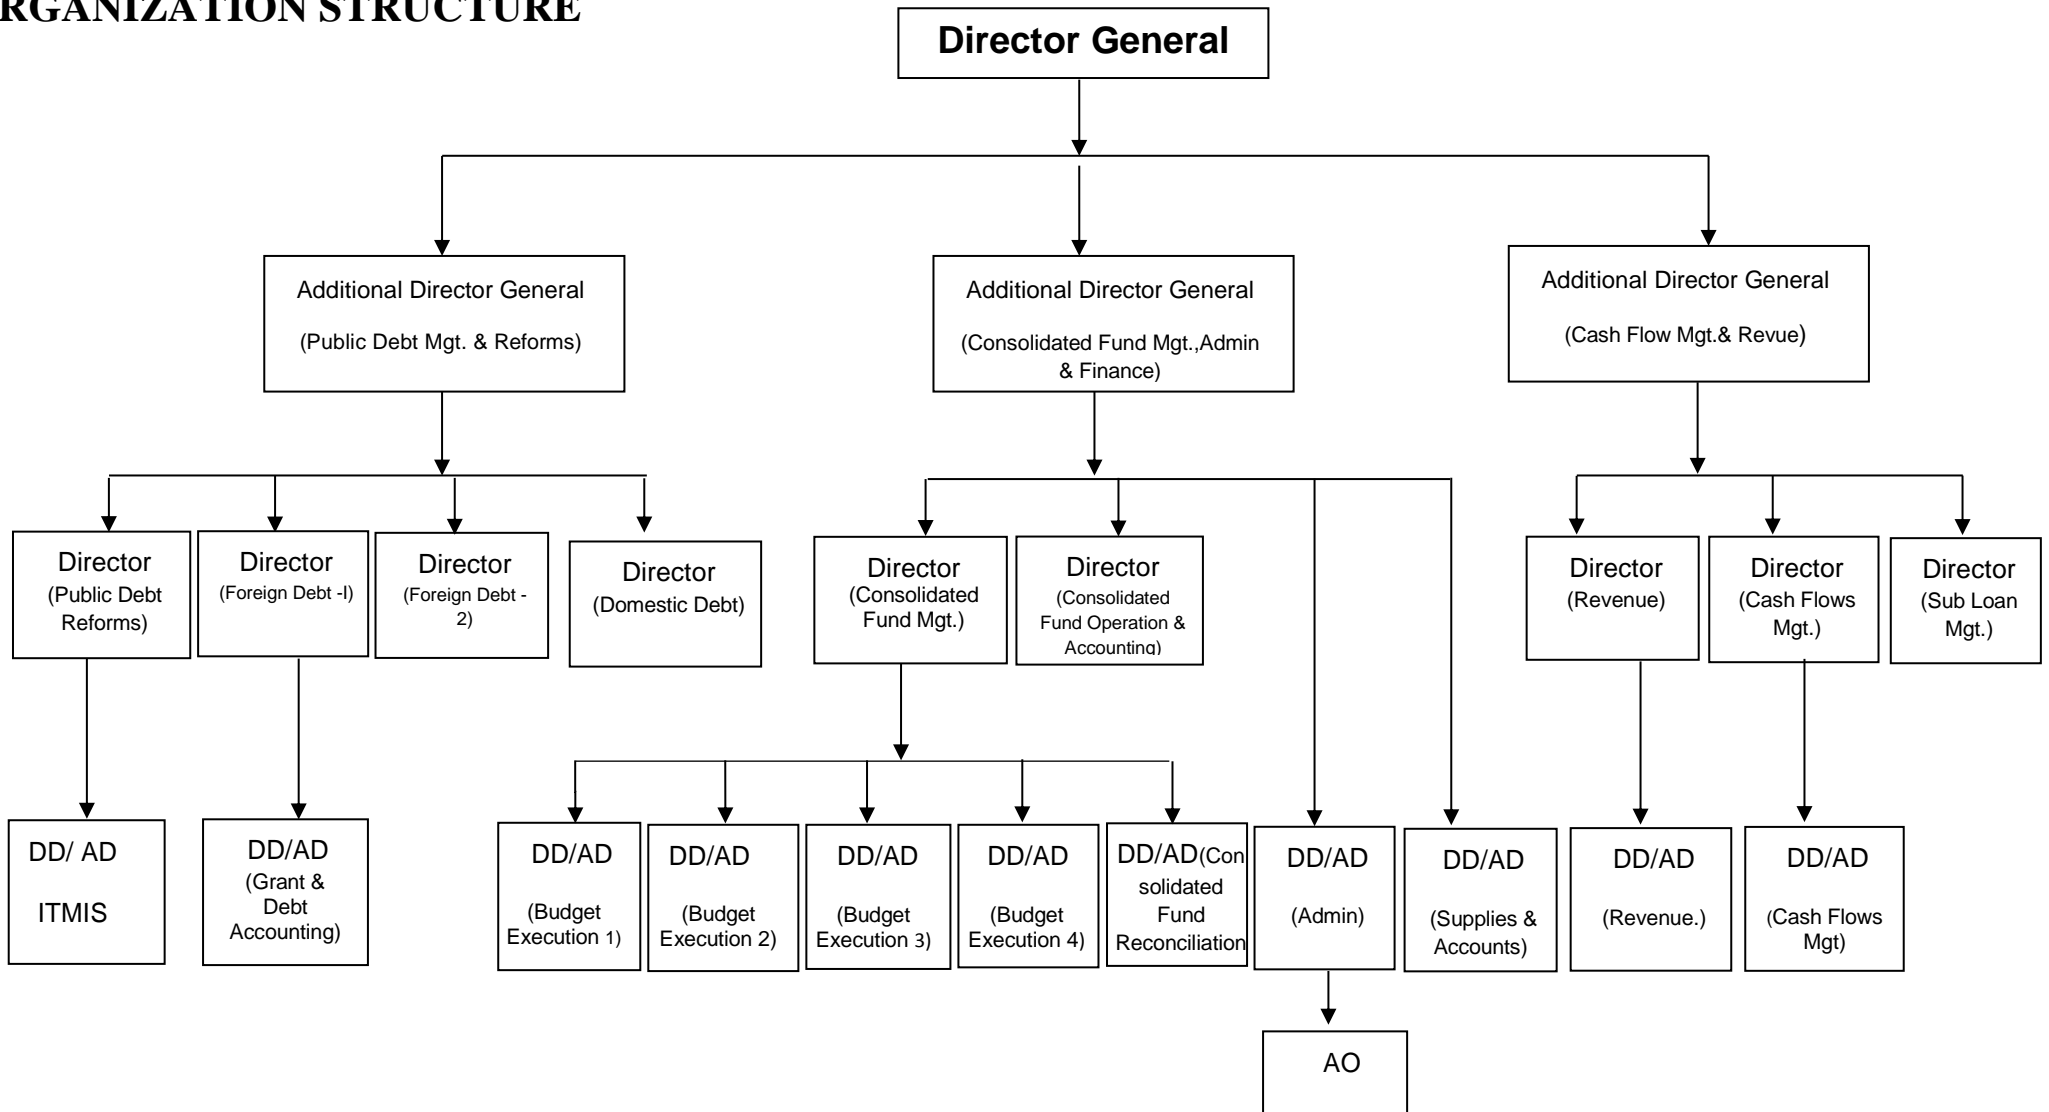 RGANIZATION STRUCTURE
Director General
Additional Director General
(Public Debt Mgt. & Reforms)
Additional Director General
(Consolidated Fund Mgt.,Admin
& Finance)
Additional Director General
(Cash Flow Mgt.& Revue)
Director
(Public Debt
Reforms)
Director
(Foreign Debt -I)
Director
(Foreign Debt -
2)
Director
(Domestic Debt)
Director
(Consolidated
Fund Mgt.)
Director
(Consolidated
Fund Operation &
Accounting)
Director
(Revenue)
Director
(Cash Flows
Mgt.)
Director
(Sub Loan
Mgt.)
DD/ AD
ITMIS
DD/AD
(Grant &
Debt
Accounting)
DD/AD
(Budget
Execution 1)
DD/AD
(Budget
Execution 2)
DD/AD
(Budget
Execution 3)
DD/AD
(Budget
Execution 4)
DD/AD(Con
solidated
Fund
Reconciliation
DD/AD
(Admin)
DD/AD
(Supplies &
Accounts)
DD/AD
(Revenue.)
DD/AD
(Cash Flows
Mgt)
AO